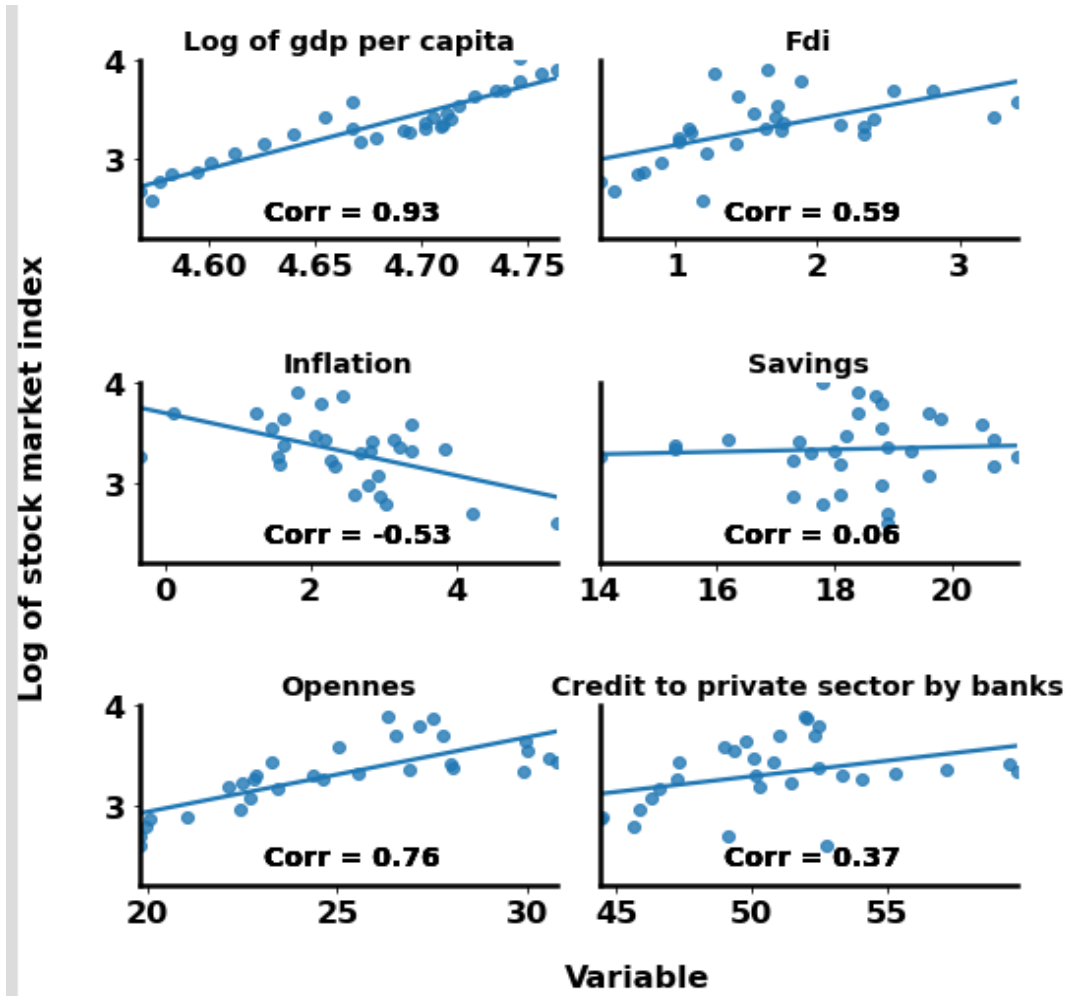 Log of gdp per capita
Fdi
4
3
Corr = 0.93
Corr = 0.59
4.60 4.65 4.70 4.75
1 2 3
Log of stock market index
Inflation
Savings
4
3
Corr = -0.53
Corr = 0.06
0 2 4
14 16 18 20
Opennes
Credit to private sector by banks
4
3
Corr = 0.76
Corr = 0.37
20 25 30
45 50 55
Variable